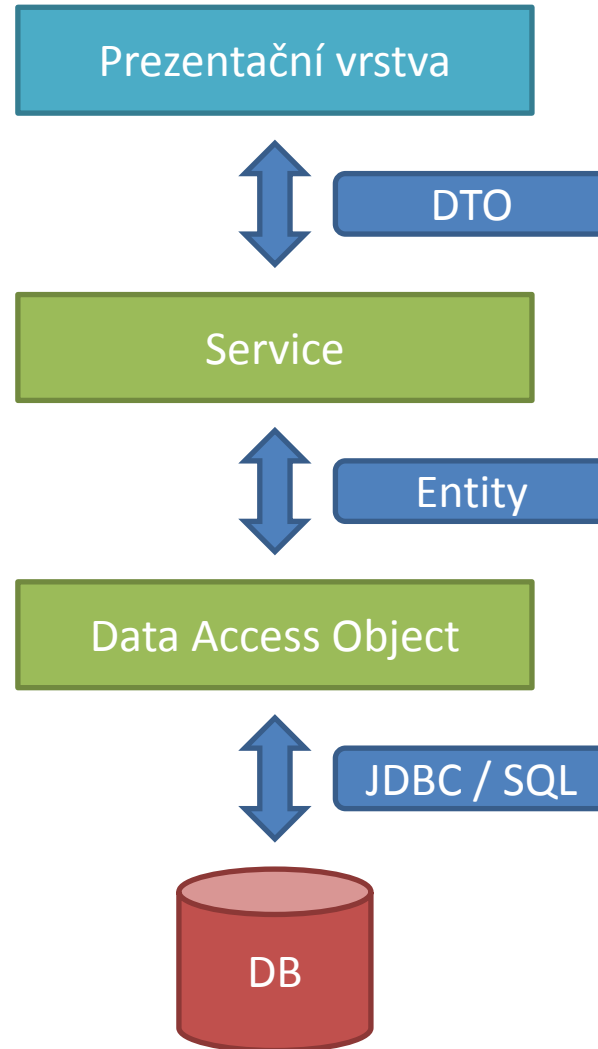 Prezentační vrstva
DTO
Service
Entity
Data Access Object
JDBC / SQL
DB